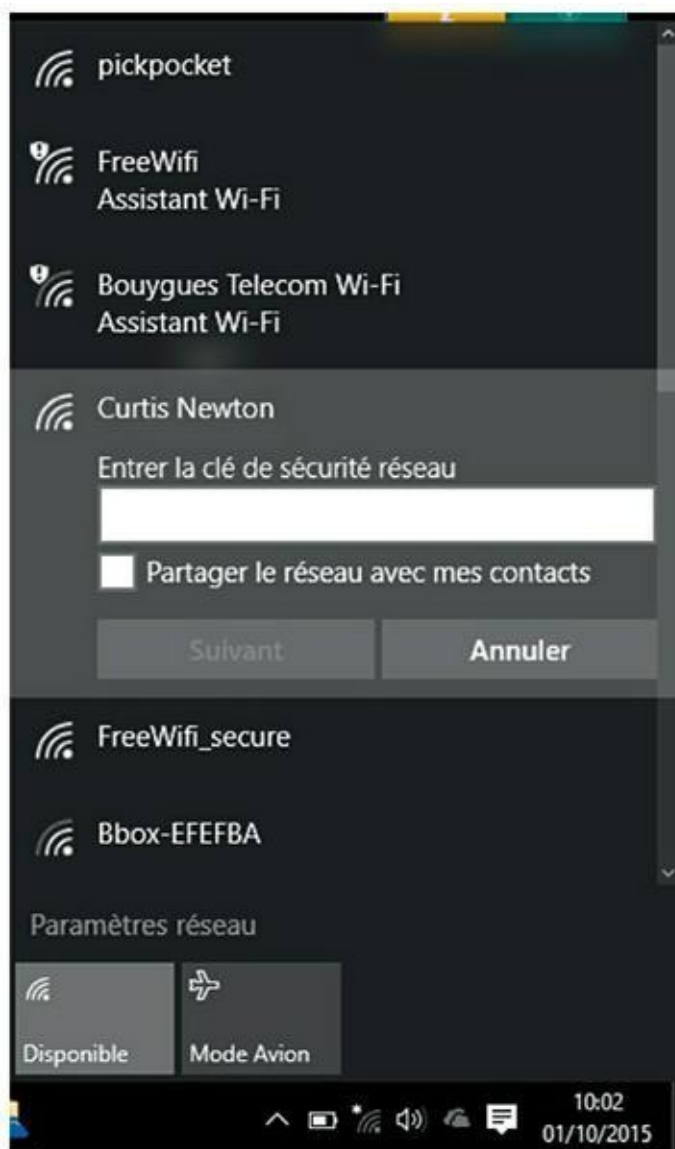 pickpocket
FreeWifi
Assistant Wi-Fi
Bouygues Telecom Wi-Fi
Assistant Wi-Fi
Curtis Newton
Entrer la clé de sécurité réseau
Partager le réseau avec mes contacts
Suivant Annuler
FreeWifi_secure
Bbox-EFEFBA
Paramètres réseau
Disponible Mode Avion
10:02
01/10/2015